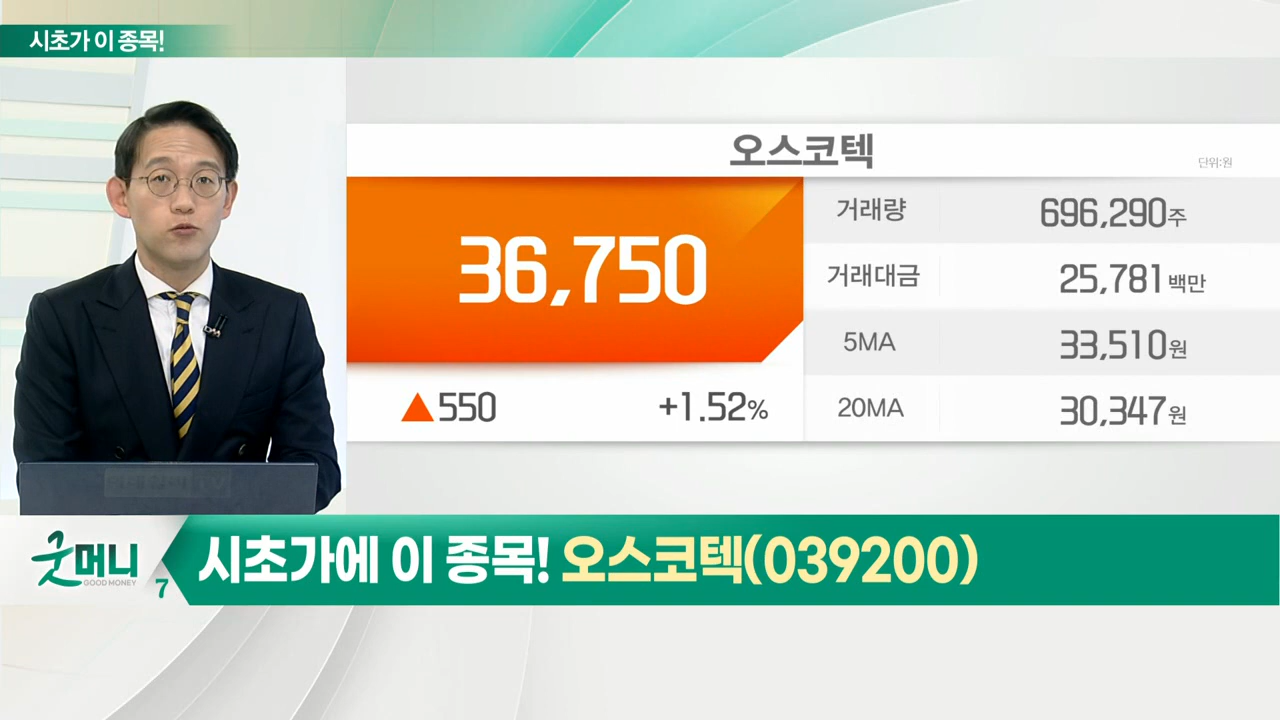 시초가 이 종목!
오스코텍
단위:원
36,750
▲550 +1.52%
거래량 696,290주
거래대금 25,781백만
5MA 33,510원
20MA 30,347원
굿머니
GOOD MONEY
7
시초가에 이 종목! 오스코텍(039200)